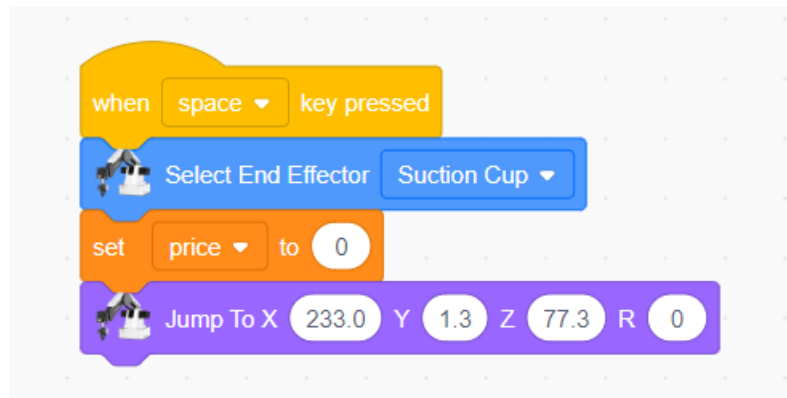 when space key pressed
Select End Effector Suction Cup
set price to 0
Jump To X 233.0 Y 1.3 Z 77.3 R 0